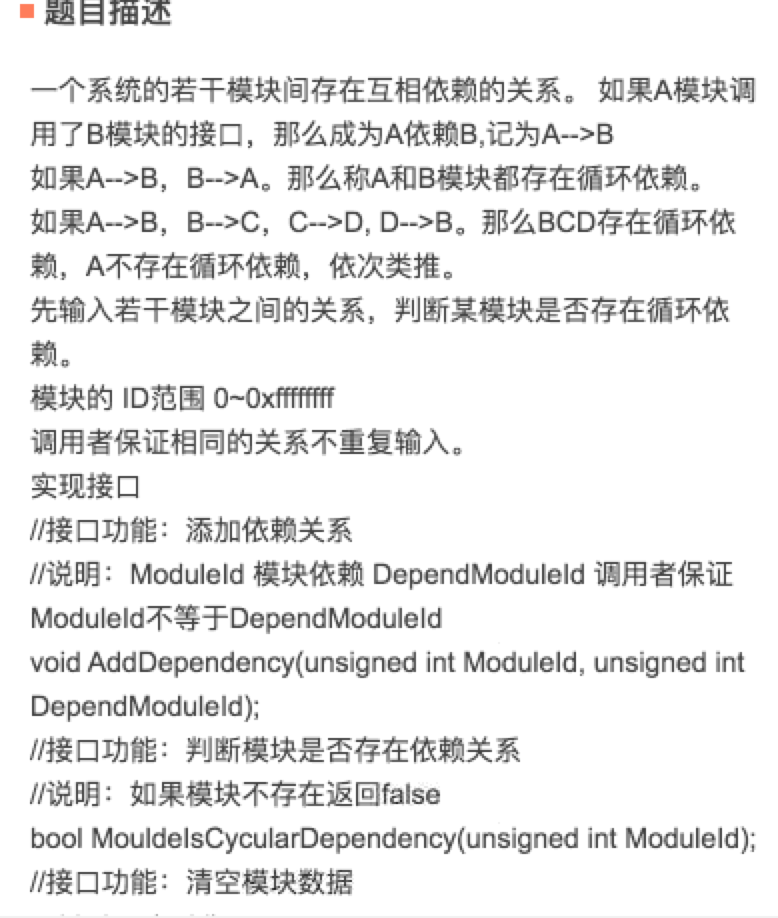 题目描述
一个系统的若干模块间存在互相依赖的关系。 如果A模块调
用了B模块的接口，那么成为A依赖B,记为A-->B
如果A-->B，B-->A。那么称A和B模块都存在循环依赖。
如果A-->B，B-->C，C-->D, D-->B。那么BCD存在循环依
赖，A不存在循环依赖，依次类推。
先输入若干模块之间的关系，判断某模块是否存在循环依
赖。
模块的 ID范围 0~0xffffffff
调用者保证相同的关系不重复输入。
实现接口
//接口功能：添加依赖关系
//说明：ModuleId 模块依赖 DependModuleId 调用者保证
ModuleId不等于DependModuleId
void AddDependency(unsigned int ModuleId, unsigned int
DependModuleId);
//接口功能：判断模块是否存在依赖关系
//说明：如果模块不存在返回false
bool MouldeIsCycularDependency(unsigned int ModuleId);
//接口功能：清空模块数据